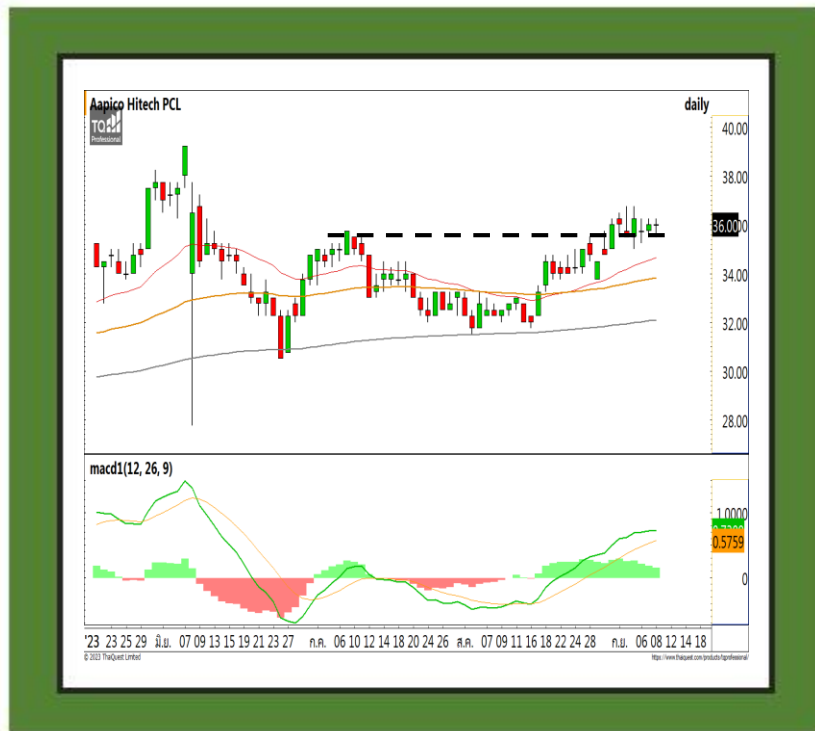 Aapico Hitech PCL daily
TQ
Professional
40.00
38.00
36.00
34.00
32.00
30.00
28.00
macd1(12, 26, 9)
1.0000
0.5759
0
'23 23 25 29 มิ.ย. 07 09 13 15 19 21 23 27 ก.ค. 06 10 12 14 18 20 24 26 ส.ค. 07 09 11 16 18 22 24 28 ก.ย. 06 08 12 14 18
© 2023 ThaiQuest Limited https://www.thaiquest.com/products/tqprofessional/